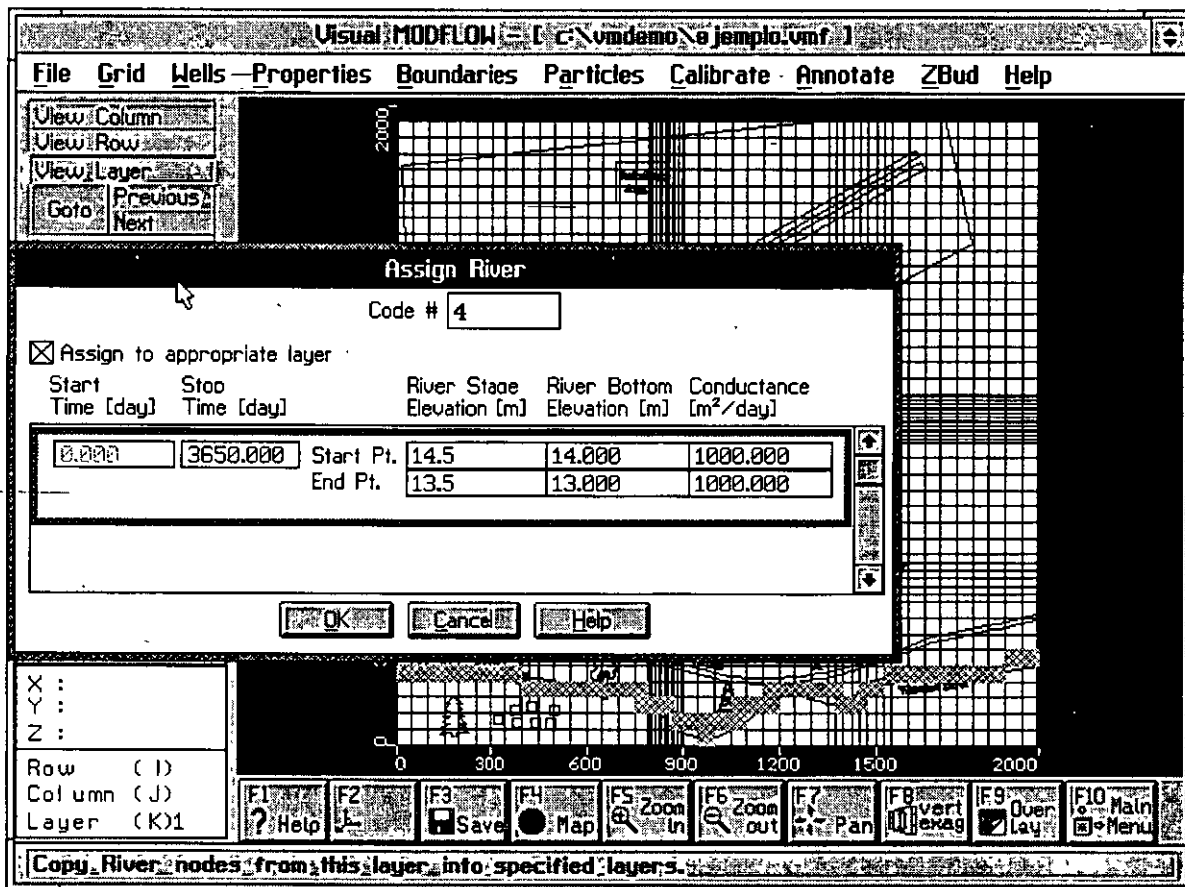 Visual MODFLOW - [ c:\vmdemo\ejemplo.vmf ]
File Grid Wells Properties Boundaries Particles Calibrate Annotate ZBud Help
View Column
View Row
View Layer
Goto Previous
Next
2000
Assign River
Code # 4
Assign to appropriate layer
Start Time [day] Stop Time [day] River Stage Elevation [m] River Bottom Elevation [m] Conductance [m²/day]
0.000 3650.000 Start Pt. 14.5 14.000 1000.000
End Pt. 13.5 13.000 1000.000
OK Cancel Help
X :
Y :
Z :
0
0 300 600 900 1200 1500 2000
Row (I)
Column (J)
Layer (K)1
F1 ? Help F2 F3 Save F4 Map F5 Zoom In F6 Zoom out F7 Pan F8 vert exag F9 Over lay F10 Main Menu
Copy River nodes from this layer into specified layers.